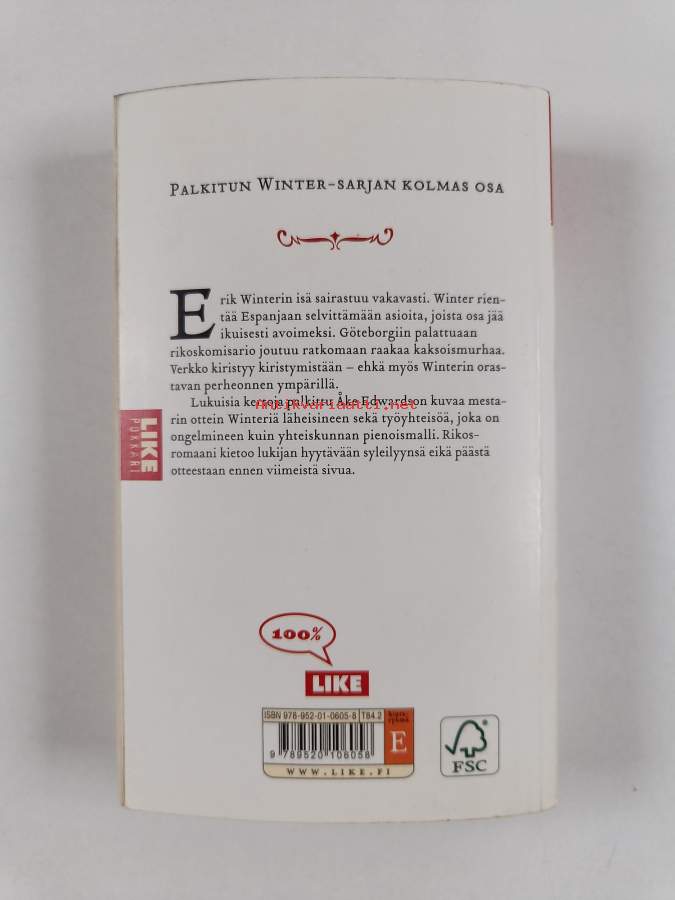 PALKITUN WINTER-SARJAN KOLMAS OSA
Erik Winterin isä sairastuu vakavasti. Winter rien-
tää Espanjaan selvittämään asioita, joista osa jää
ikuisesti avoimeksi. Göteborgiin palattuaan
rikoskomisario joutuu ratkomaan raakaa kaksoismurhaa.
Verkko kiristyy kiristymistään – ehkä myös Winterin oras-
tavan perheonnen ympärillä.
Lukuisia kertoja palkittu Åke Edwardson kuvaa mesta-
rin ottein Winteriä läheisineen sekä työyhteisöä, joka on
ongelmineen kuin yhteiskunnan pienoismalli. Rikos-
romaani kietoo lukijan hyytävään syleilyynsä eikä päästä
otteestaan ennen viimeistä sivua.
Antikvariaatti.net
LIKE
POKKARI
100%
LIKE
ISBN 978-952-01-0605-8 T84.2
9 789520 106058
E
WWW.LIKE.FI
FSC